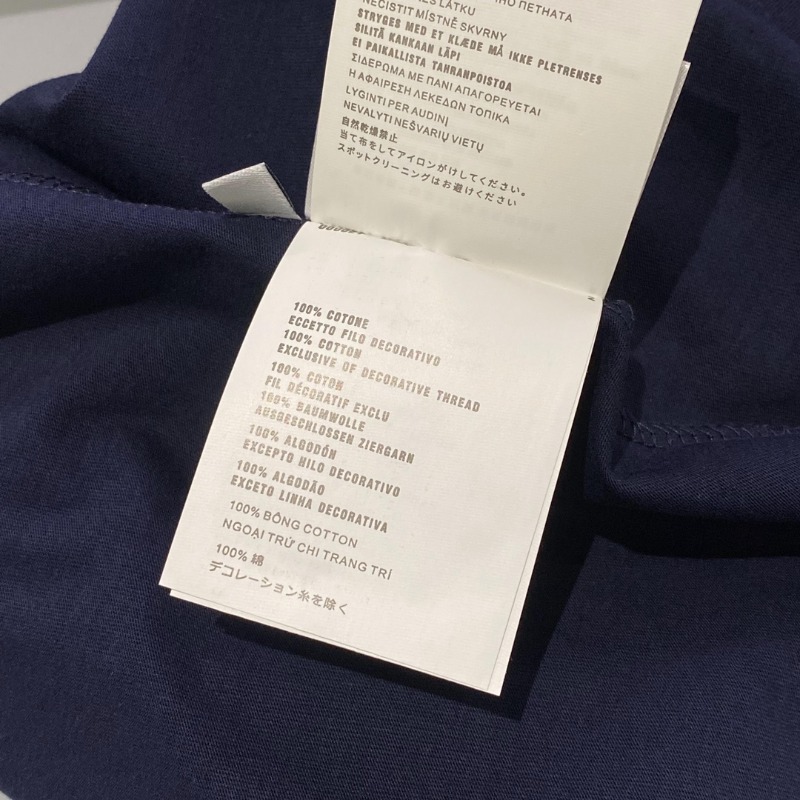 ПЕТНАТА
LÁTKU
NEČISTIT MÍSTNĚ SKVRNY
STRYGES MED ET KLÆDE MÅ IKKE PLETRENSES
SILITÄ KANKAAN LÄPI
EI PAIKALLISTA TAHRANPOISTOA
ΣΙΔΕΡΩΜΑ ΜΕ ΠΑΝΙ ΑΠΑΓΟΡΕΥΕΤΑΙ
Η ΑΦΑΙΡΕΣΗ ΛΕΚΕΔΩΝ ΤΟΠΙΚΑ
LYGINTI PER AUDINĮ
NEVALYTI NEŠVARIŲ VIETŲ
自然乾燥禁止
当て布をしてアイロンがけしてください。
スポットクリーニングはお避けください
100% COTONE
ECCETTO FILO DECORATIVO
100% COTTON
EXCLUSIVE OF DECORATIVE THREAD
100% COTON
FIL DÉCORATIF EXCLU
100% BAUMWOLLE
AUSGESCHLOSSEN ZIERGARN
100% ALGODÓN
EXCEPTO HILO DECORATIVO
100% ALGODÃO
EXCETO LINHA DECORATIVA
100% BÔNG COTTON
NGOẠI TRỪ CHỈ TRANG TRÍ
100% 綿
デコレーション糸を除く